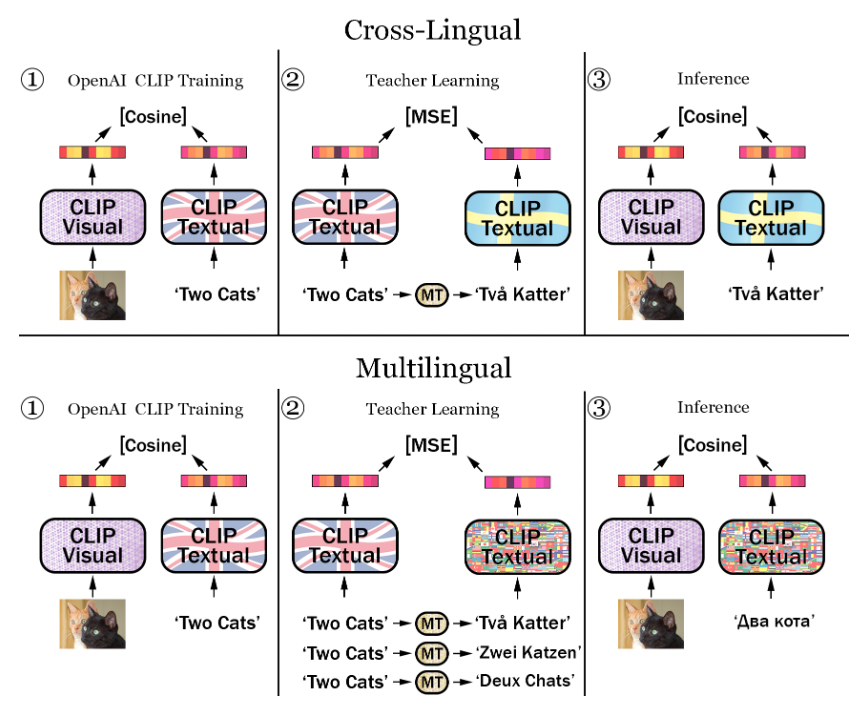 Cross-Lingual
① OpenAI CLIP Training
[Cosine]
CLIP
Visual
CLIP
Textual
'Two Cats'
② Teacher Learning
[MSE]
CLIP
Textual
CLIP
Textual
'Two Cats' MT 'Två Katter'
③ Inference
[Cosine]
CLIP
Visual
CLIP
Textual
'Två Katter'
Multilingual
① OpenAI CLIP Training
[Cosine]
CLIP
Visual
CLIP
Textual
'Two Cats'
② Teacher Learning
[MSE]
CLIP
Textual
CLIP
Textual
'Two Cats' MT 'Två Katter'
'Two Cats' MT 'Zwei Katzen'
'Two Cats' MT 'Deux Chats'
③ Inference
[Cosine]
CLIP
Visual
CLIP
Textual
'Два кота'